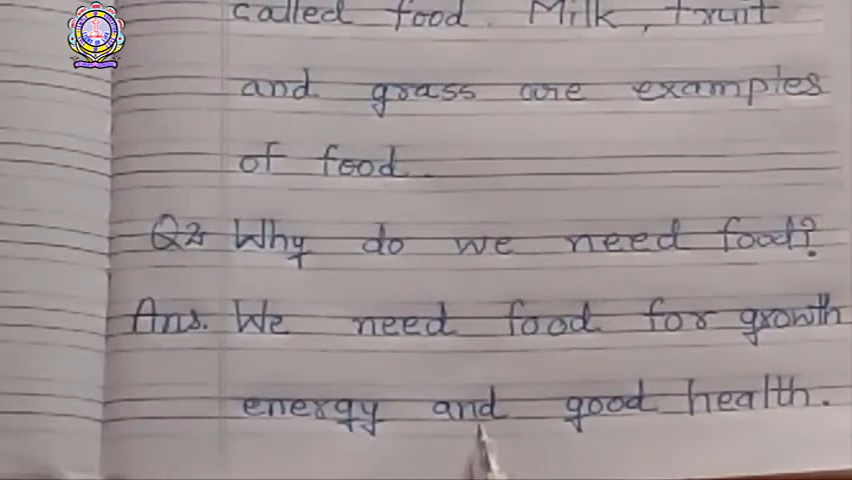 called food. Milk, fruit
and grass are examples
of food.
Q2 Why do we need food?
Ans. We need food for growth
energy and good health.